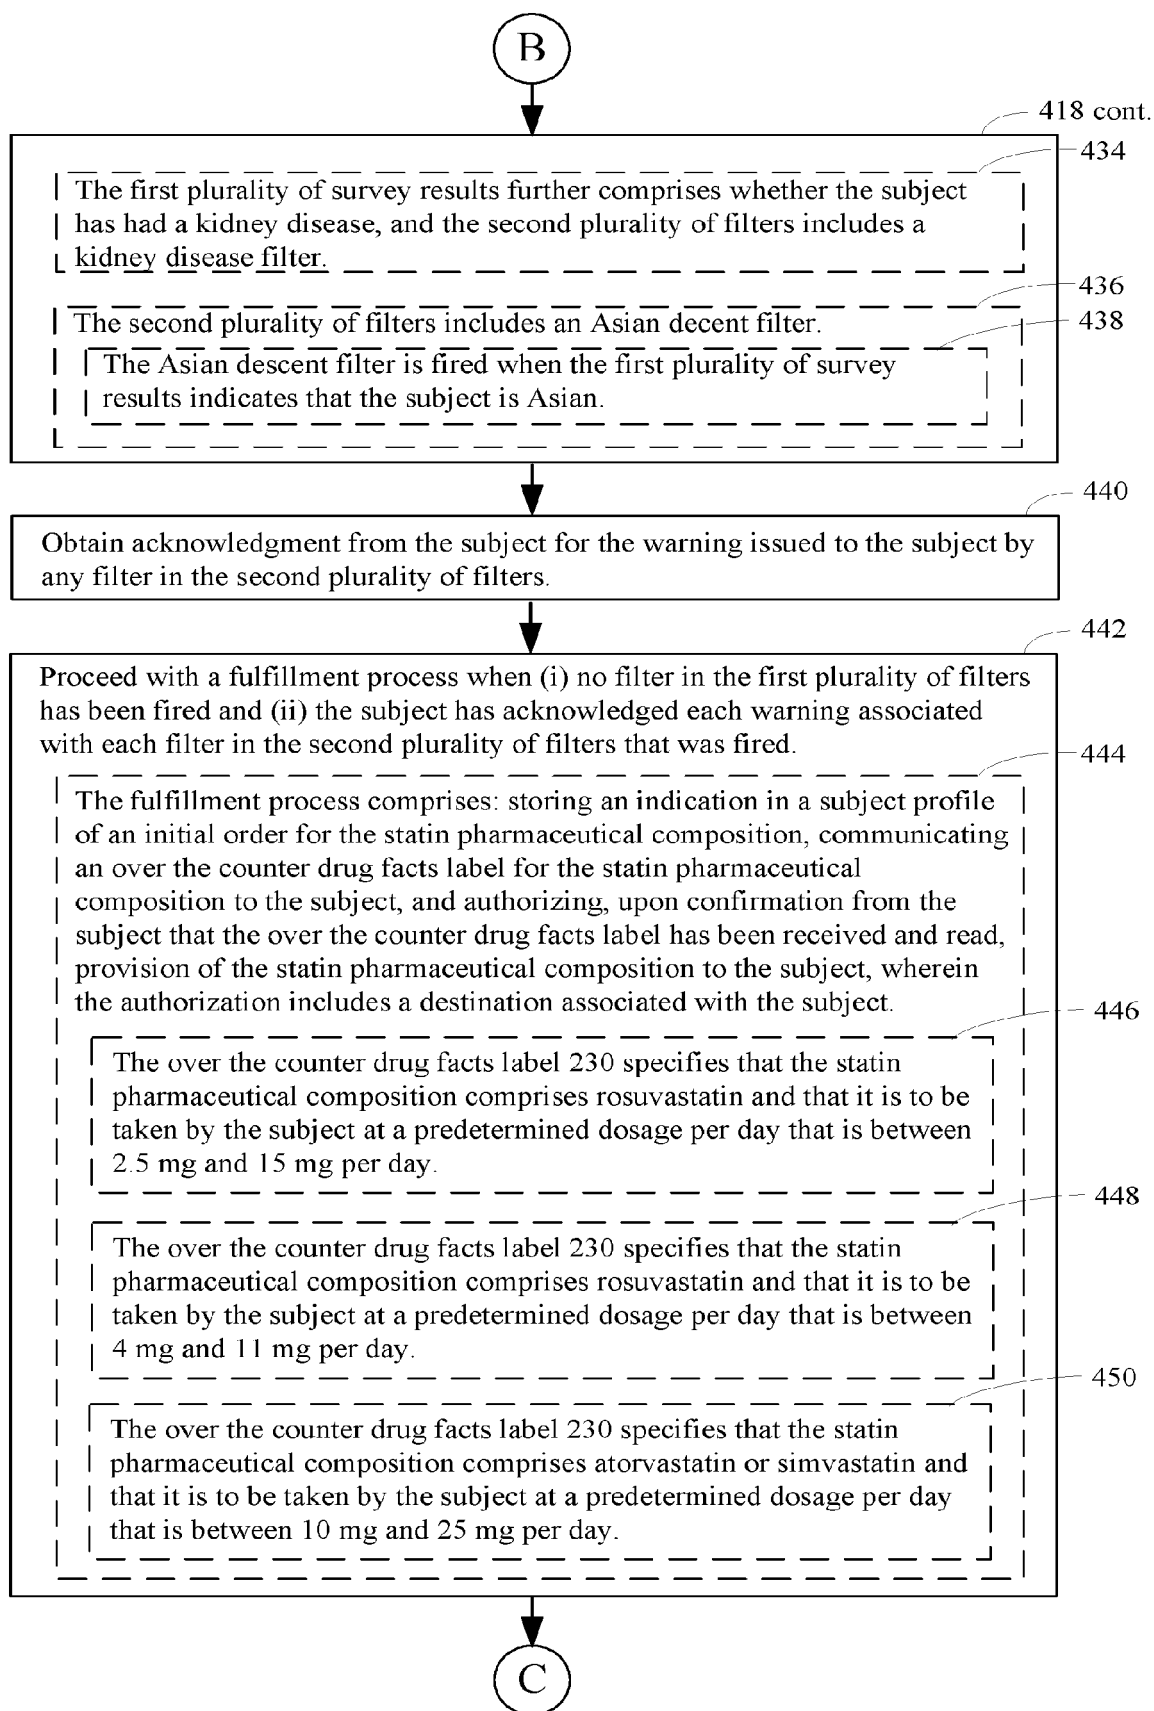 B
418 cont.
434
The first plurality of survey results further comprises whether the subject
has had a kidney disease, and the second plurality of filters includes a
kidney disease filter.
436
The second plurality of filters includes an Asian decent filter.
438
The Asian descent filter is fired when the first plurality of survey
results indicates that the subject is Asian.
440
Obtain acknowledgment from the subject for the warning issued to the subject by
any filter in the second plurality of filters.
442
Proceed with a fulfillment process when (i) no filter in the first plurality of filters
has been fired and (ii) the subject has acknowledged each warning associated
with each filter in the second plurality of filters that was fired.
444
The fulfillment process comprises: storing an indication in a subject profile
of an initial order for the statin pharmaceutical composition, communicating
an over the counter drug facts label for the statin pharmaceutical
composition to the subject, and authorizing, upon confirmation from the
subject that the over the counter drug facts label has been received and read,
provision of the statin pharmaceutical composition to the subject, wherein
the authorization includes a destination associated with the subject.
446
The over the counter drug facts label 230 specifies that the statin
pharmaceutical composition comprises rosuvastatin and that it is to be
taken by the subject at a predetermined dosage per day that is between
2.5 mg and 15 mg per day.
448
The over the counter drug facts label 230 specifies that the statin
pharmaceutical composition comprises rosuvastatin and that it is to be
taken by the subject at a predetermined dosage per day that is between
4 mg and 11 mg per day.
450
The over the counter drug facts label 230 specifies that the statin
pharmaceutical composition comprises atorvastatin or simvastatin and
that it is to be taken by the subject at a predetermined dosage per day
that is between 10 mg and 25 mg per day.
C